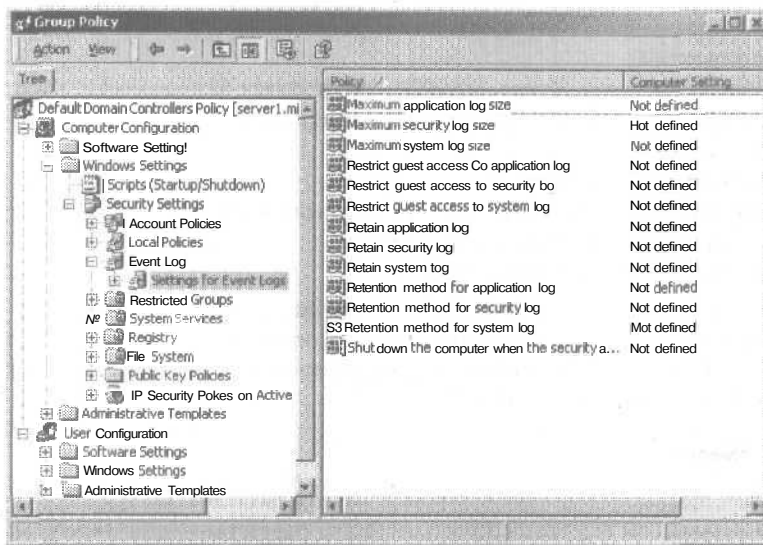 Group Policy
Action View
Tree
Policy Computer Setting
Default Domain Controllers Policy [server1.mi
Computer Configuration
Software Setting!
Windows Settings
Scripts (Startup/Shutdown)
Security Settings
Account Policies
Local Policies
Event Log
Settings for Event Logs
Restricted Groups
№ System Services
Registry
File System
Public Key Policies
IP Security Pokes on Active
Administrative Templates
User Configuration
Software Settings
Windows Settings
Administrative Templates
Maximum application log size Not defined
Maximum security log size Hot defined
Maximum system log size Not defined
Restrict guest access Co application log Not defined
Restrict guest access to security bo Not defined
Restrict guest access to system log Not defined
Retain application log Not defined
Retain security log Not defined
Retain system tog Not defined
Retention method for application log Not defined
Retention method for security log Not defined
S3 Retention method for system log Mot defined
Shut down the computer when the security a... Not defined